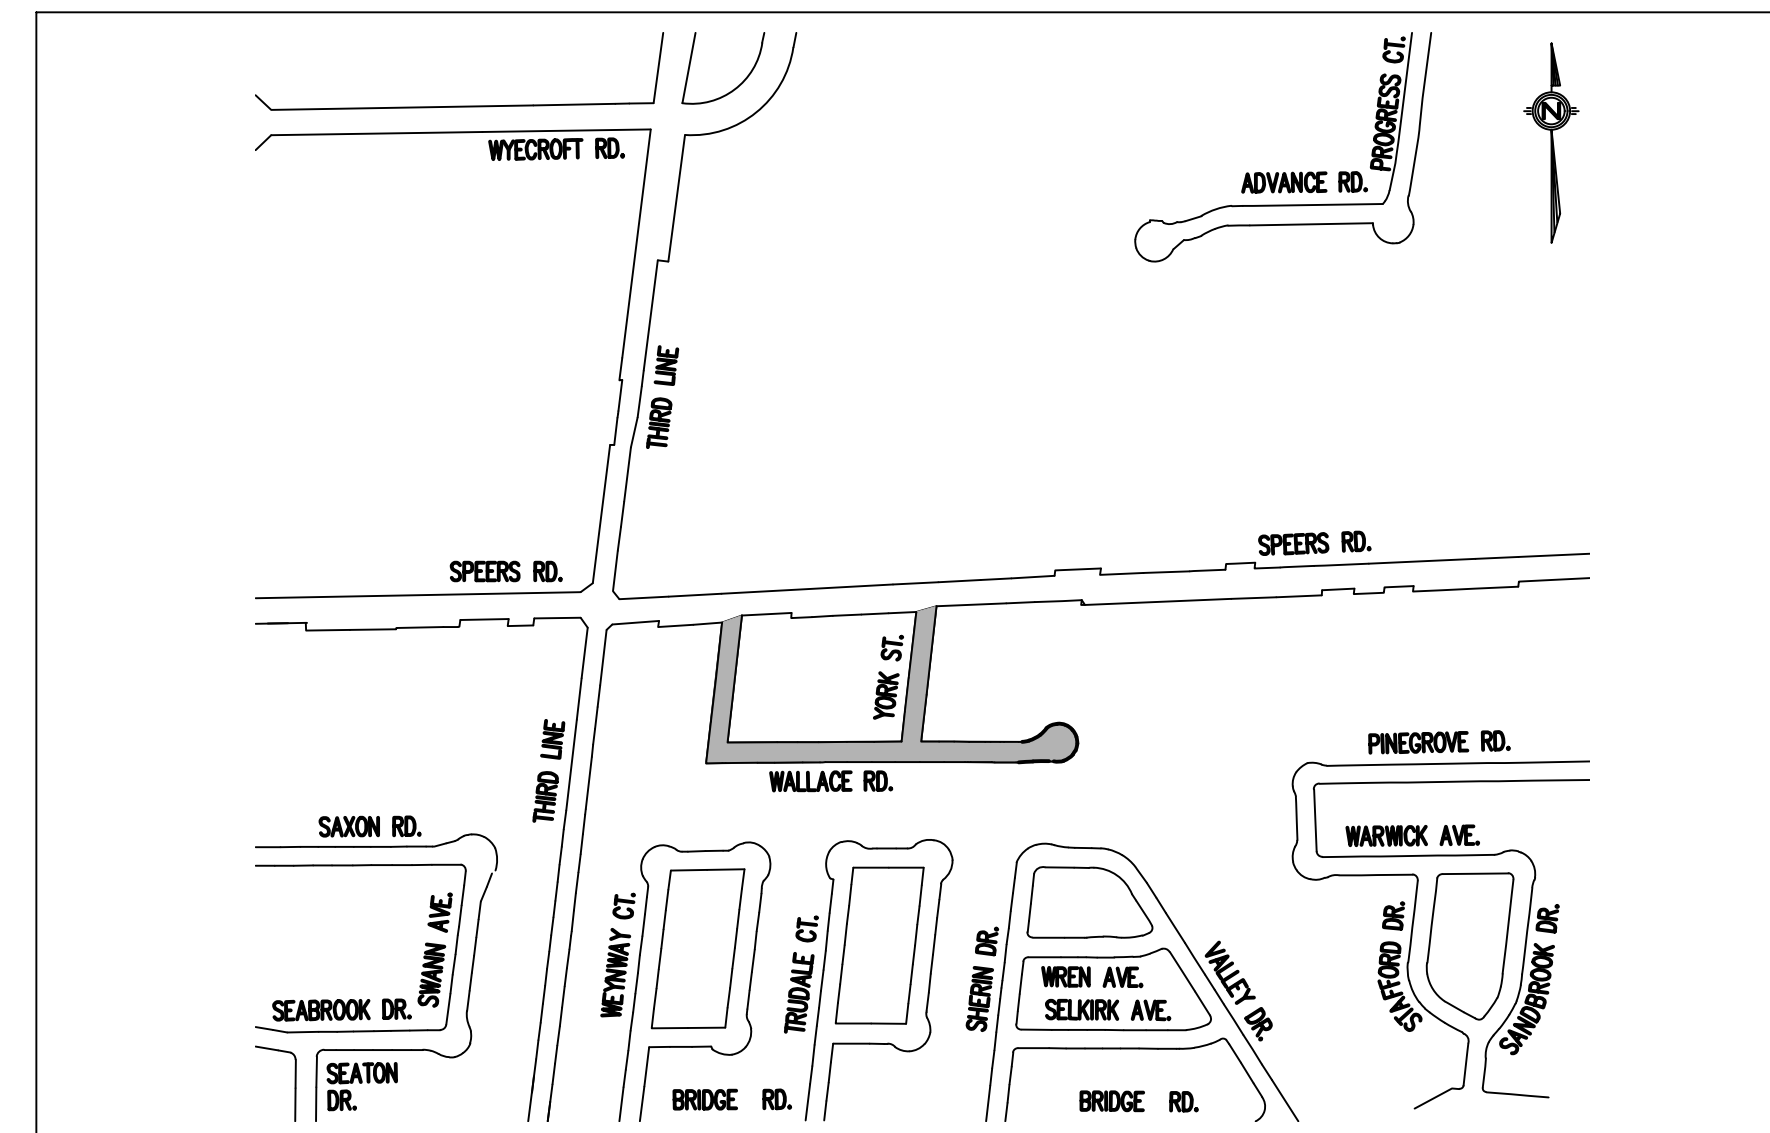 PROGRESS CT.
WYECROFT RD.
ADVANCE RD.
N
THIRD LINE
SPEERS RD.
SPEERS RD.
YORK ST.
THIRD LINE
PINEGROVE RD.
WALLACE RD.
SAXON RD.
WARWICK AVE.
SWANN AVE.
WEYNWAY CT.
TRUDALE CT.
SHERIN DR.
VALLEY DR.
STAFFORD DR.
SANDBROOK DR.
WREN AVE.
SELKIRK AVE.
SEABROOK DR.
SEATON
DR.
BRIDGE RD.
BRIDGE RD.